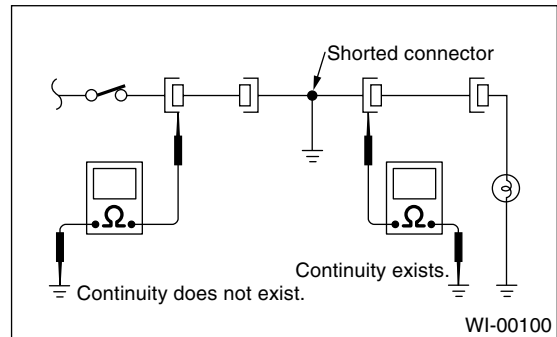 Shorted connector
Ω
Ω
Continuity exists.
Continuity does not exist.
WI-00100